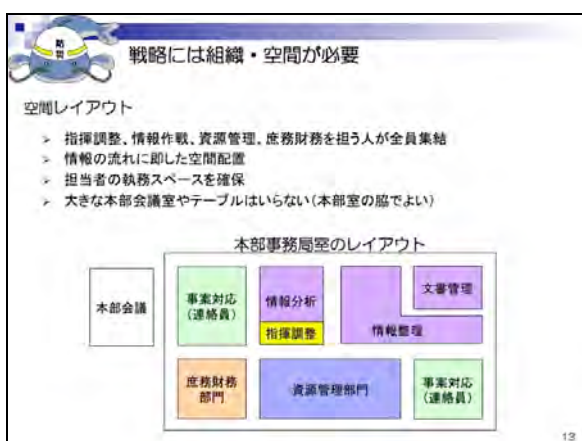 防災
戦略には組織・空間が必要
空間レイアウト
➢ 指揮調整、情報作戦、資源管理、庶務財務を担う人が全員集結
➢ 情報の流れに即した空間配置
➢ 担当者の執務スペースを確保
➢ 大きな本部会議室やテーブルはいらない(本部室の脇でよい)
本部事務局室のレイアウト
本部会議
事案対応
(連絡員)
情報分析
指揮調整
情報整理
文書管理
庶務財務
部門
資源管理部門
事案対応
(連絡員)
13